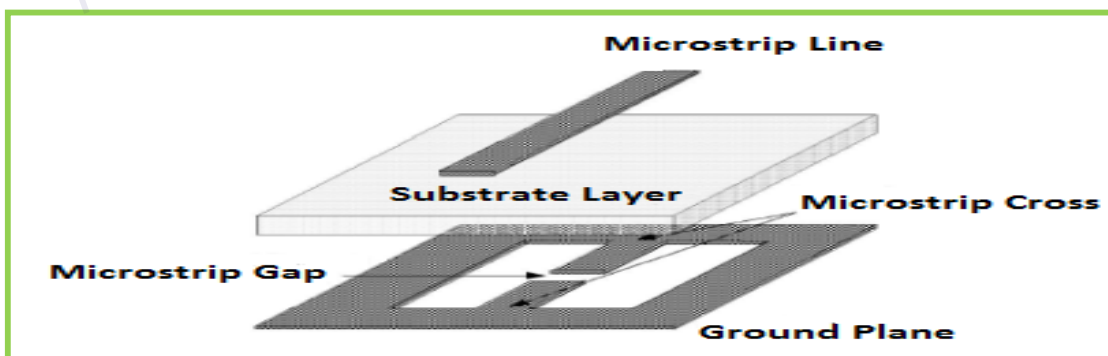 Microstrip Line
Substrate Layer
Microstrip Cross
Microstrip Gap
Ground Plane